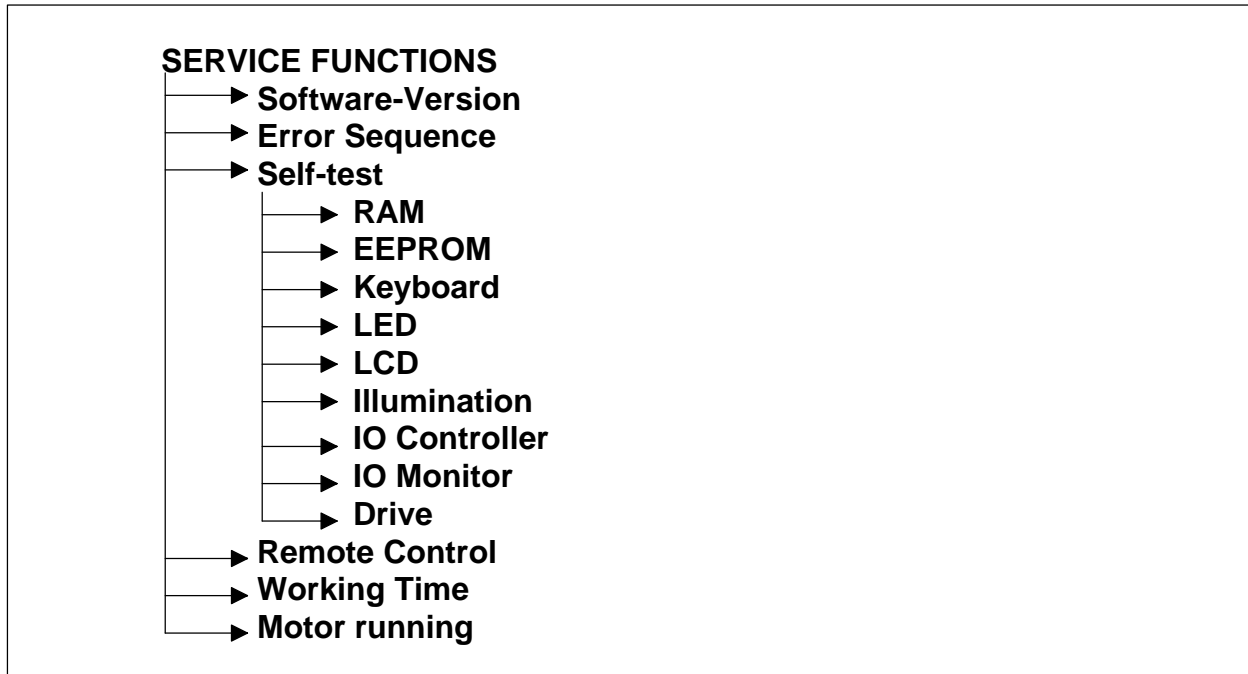 SERVICE FUNCTIONS
Software-Version
Error Sequence
Self-test
RAM
EEPROM
Keyboard
LED
LCD
Illumination
IO Controller
IO Monitor
Drive
Remote Control
Working Time
Motor running